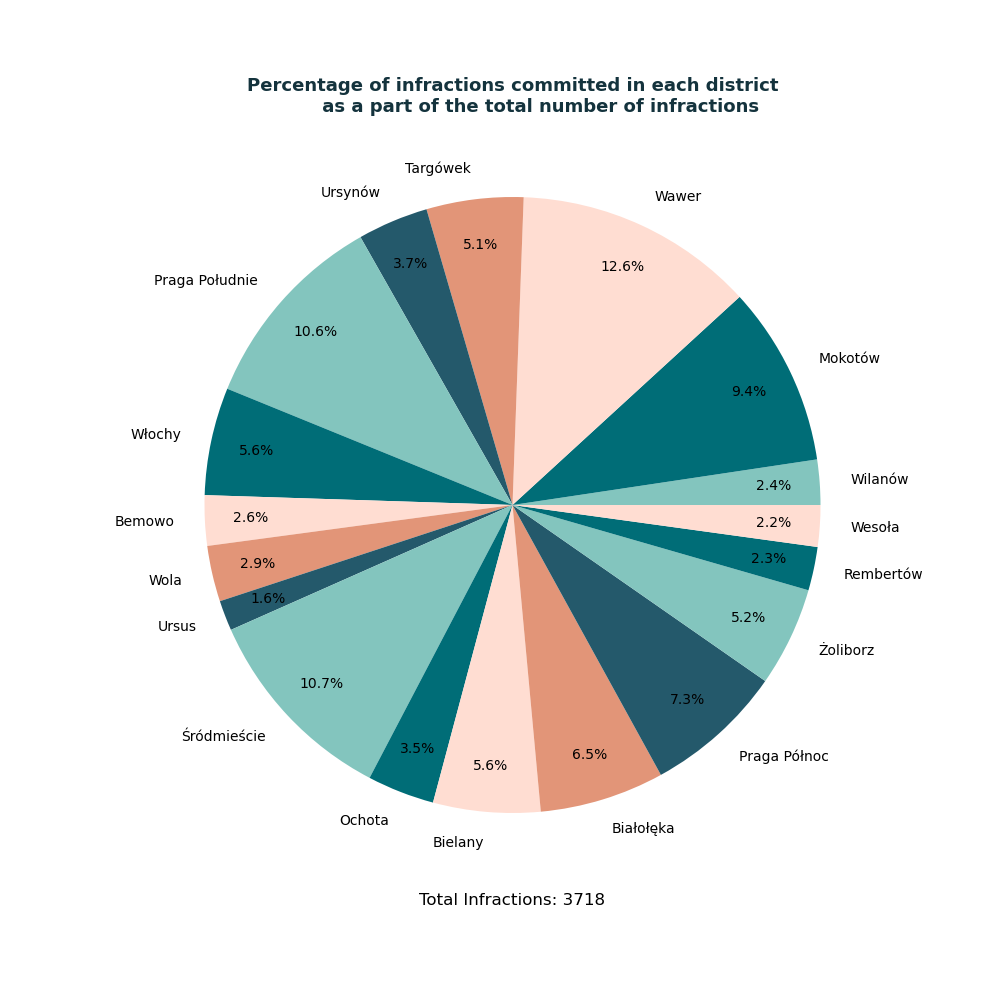 Percentage of infractions committed in each district
as a part of the total number of infractions
Targówek
Ursynów
Wawer
5.1%
3.7%
12.6%
Praga Południe
10.6%
Mokotów
9.4%
Włochy
5.6%
Wilanów
2.4%
Bemowo
2.6%
Wesoła
2.2%
Wola
2.9%
Rembertów
2.3%
Ursus
1.6%
Żoliborz
5.2%
Śródmieście
10.7%
Praga Północ
7.3%
Ochota
3.5%
Bielany
5.6%
Białołęka
6.5%
Total Infractions: 3718